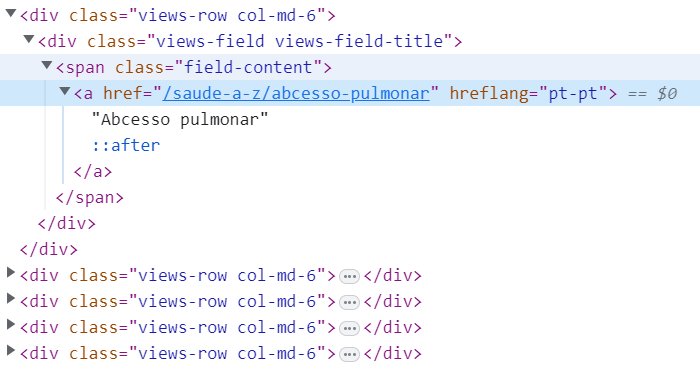 <div class="views-row col-md-6">
<div class="views-field views-field-title">
<span class="field-content">
<a href="/saude-a-z/abcesso-pulmonar" hreflang="pt-pt"> == $0
"Abcesso pulmonar"
::after
</a>
</span>
</div>
</div>
<div class="views-row col-md-6">…</div>
<div class="views-row col-md-6">…</div>
<div class="views-row col-md-6">…</div>
<div class="views-row col-md-6">…</div>